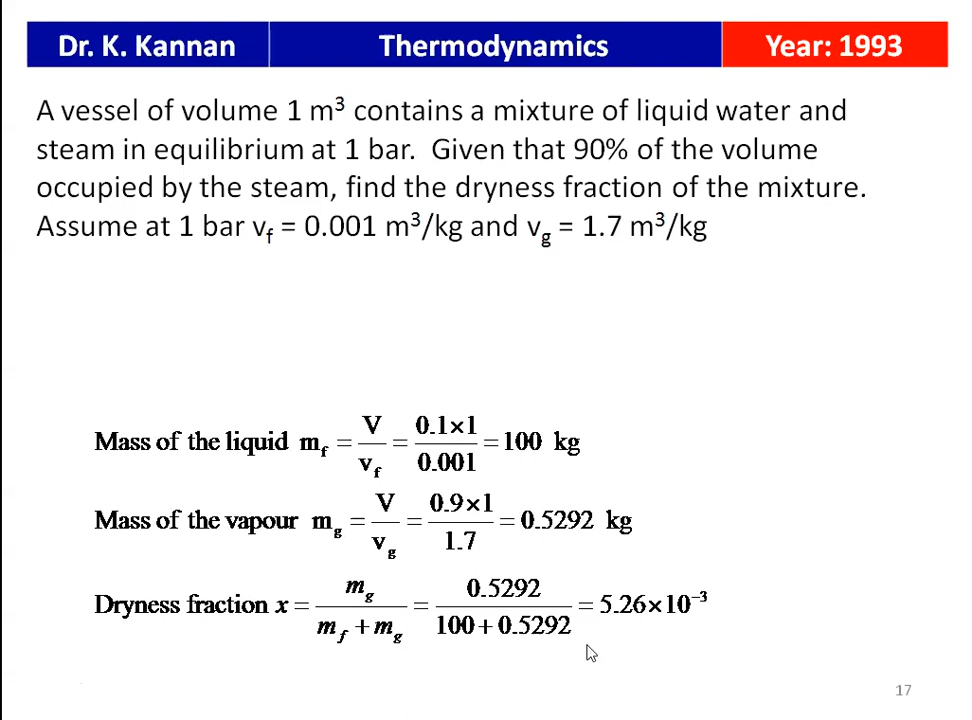 Dr. K. Kannan Thermodynamics Year: 1993
A vessel of volume 1 m³ contains a mixture of liquid water and
steam in equilibrium at 1 bar. Given that 90% of the volume
occupied by the steam, find the dryness fraction of the mixture.
Assume at 1 bar v_f = 0.001 m³/kg and v_g = 1.7 m³/kg
Mass of the liquid m_f = V/v_f = 0.1×1/0.001 = 100 kg
Mass of the vapour m_g = V/v_g = 0.9×1/1.7 = 0.5292 kg
Dryness fraction x = m_g/(m_f + m_g) = 0.5292/(100 + 0.5292) = 5.26×10⁻³
17